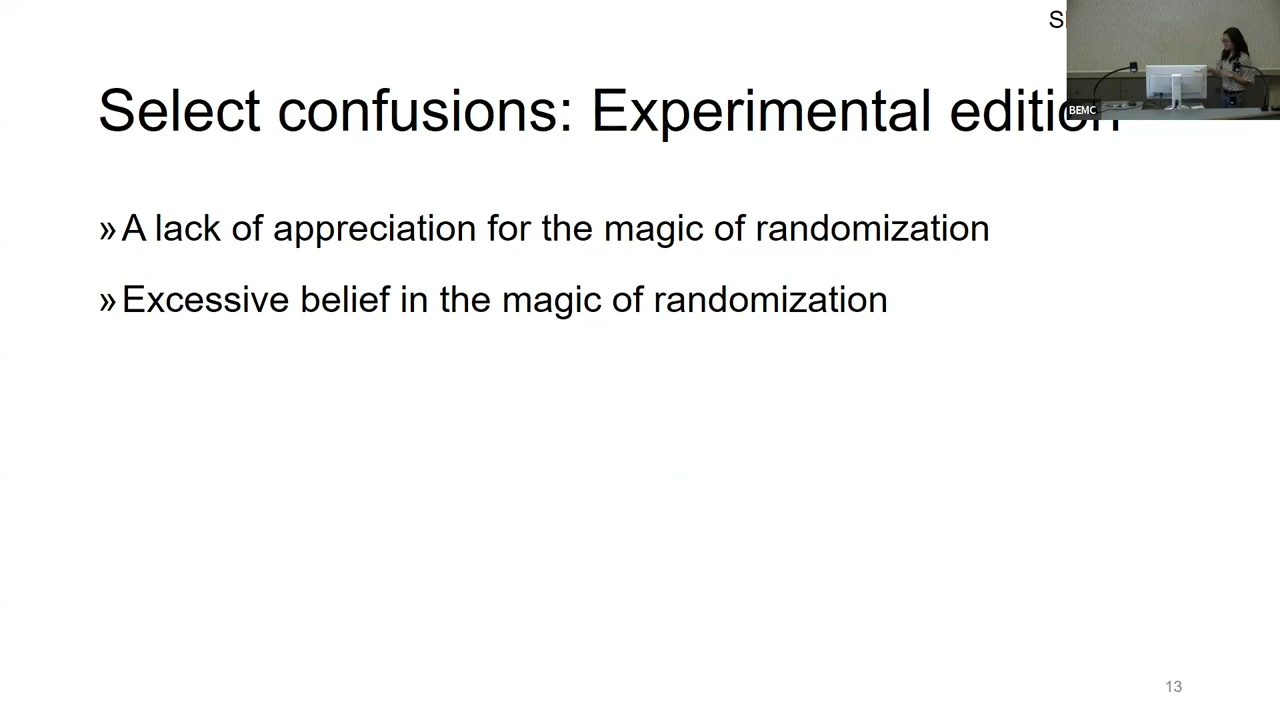 Select confusions: Experimental edition
BEMC
» A lack of appreciation for the magic of randomization
» Excessive belief in the magic of randomization
13